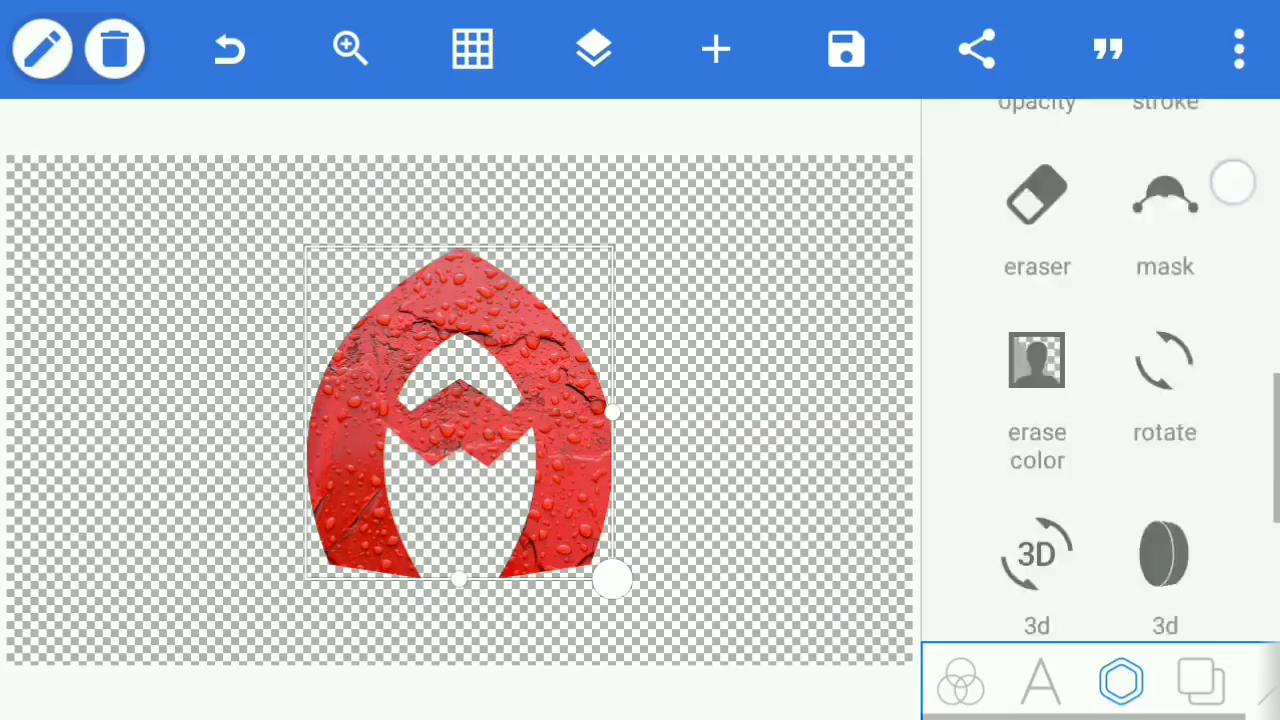 opacity stroke
eraser mask
erase color rotate
3D
3d 3d